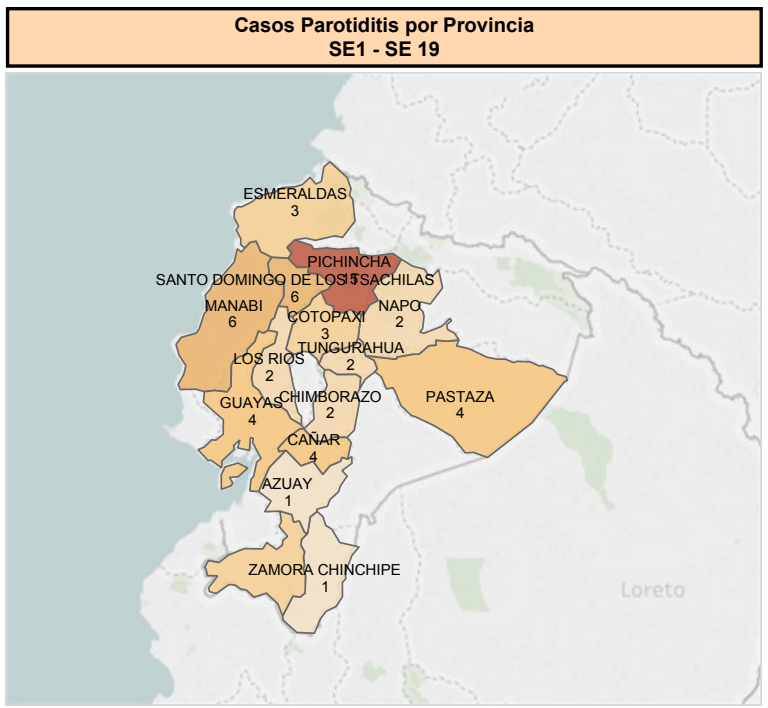 Casos Parotiditis por Provincia
SE1 - SE 19
ESMERALDAS
3
PICHINCHA
15
SANTO DOMINGO DE LOS TSACHILAS
6
MANABI
6
NAPO
2
COTOPAXI
3
TUNGURAHUA
2
LOS RIOS
2
CHIMBORAZO
2
PASTAZA
4
GUAYAS
4
CAÑAR
4
AZUAY
1
ZAMORA CHINCHIPE
1
Loreto